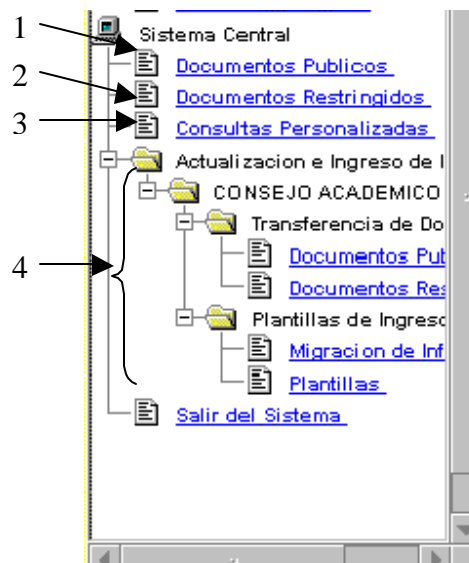 1
Sistema Central
Documentos Publicos
2
Documentos Restringidos
3
Consultas Personalizadas
Actualizacion e Ingreso de I
CONSEJO ACADEMICO
Transferencia de Do
4
Documentos Put
Documentos Res
Plantillas de Ingreso
Migracion de Inf
Plantillas
Salir del Sistema